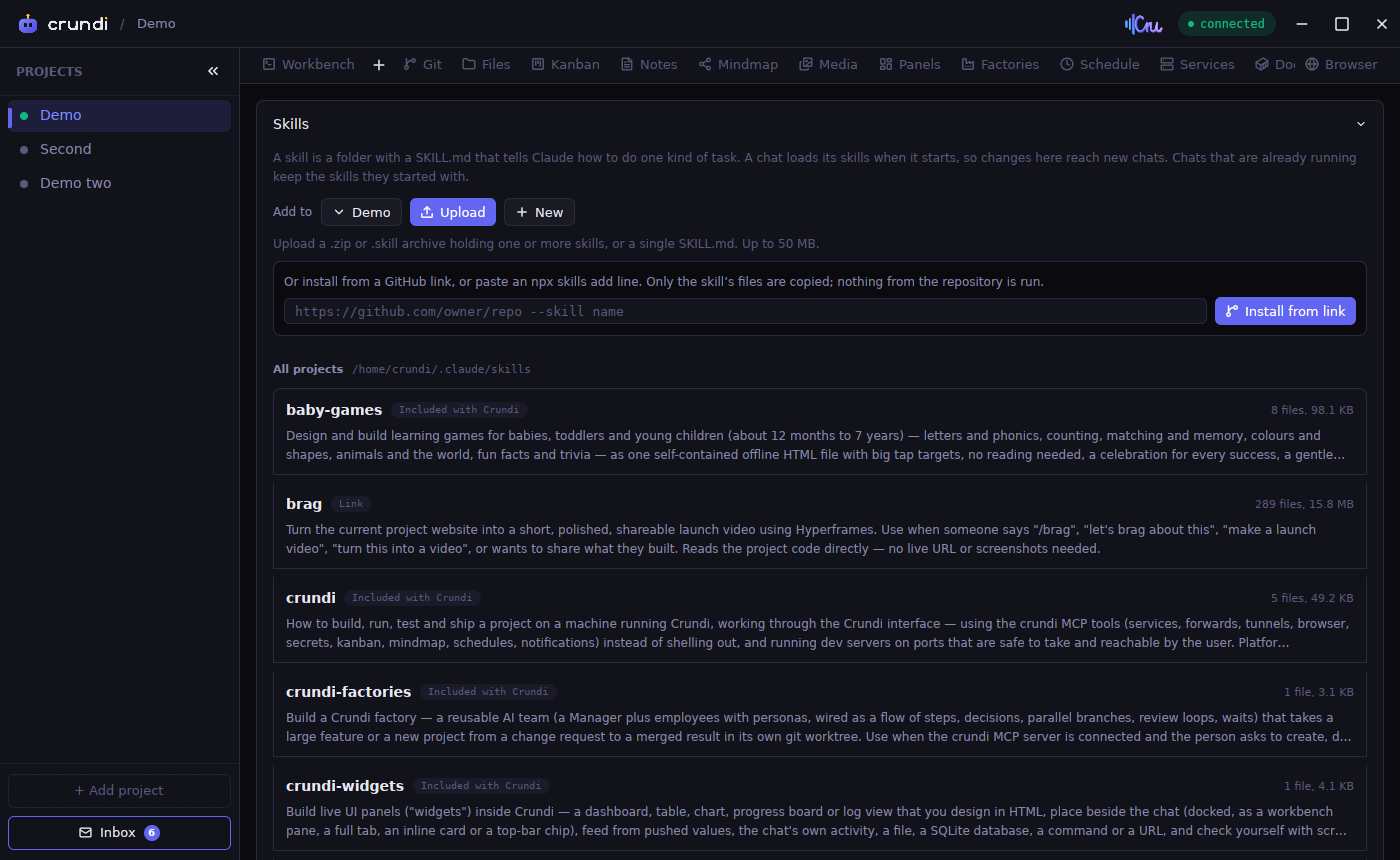 crundi / Demo
Cru
connected
PROJECTS
Workbench
Git
Files
Kanban
Notes
Mindmap
Media
Panels
Factories
Schedule
Services
Browser
Demo
Second
Demo two
+ Add project
Inbox 6
Skills
A skill is a folder with a SKILL.md that tells Claude how to do one kind of task. A chat loads its skills when it starts, so changes here reach new chats. Chats that are already running
keep the skills they started with.
Add to Demo Upload + New
Upload a .zip or .skill archive holding one or more skills, or a single SKILL.md. Up to 50 MB.
Or install from a GitHub link, or paste an npx skills add line. Only the skill’s files are copied; nothing from the repository is run.
https://github.com/owner/repo --skill name Install from link
All projects /home/crundi/.claude/skills
baby-games Included with Crundi 8 files, 98.1 KB
Design and build learning games for babies, toddlers and young children (about 12 months to 7 years) — letters and phonics, counting, matching and memory, colours and
shapes, animals and the world, fun facts and trivia — as one self-contained offline HTML file with big tap targets, no reading needed, a celebration for every success, a gentle…
brag Link 289 files, 15.8 MB
Turn the current project website into a short, polished, shareable launch video using Hyperframes. Use when someone says "/brag", "let's brag about this", "make a launch
video", "turn this into a video", or wants to share what they built. Reads the project code directly — no live URL or screenshots needed.
crundi Included with Crundi 5 files, 49.2 KB
How to build, run, test and ship a project on a machine running Crundi, working through the Crundi interface — using the crundi MCP tools (services, forwards, tunnels, browser,
secrets, kanban, mindmap, schedules, notifications) instead of shelling out, and running dev servers on ports that are safe to take and reachable by the user. Platfor…
crundi-factories Included with Crundi 1 file, 3.1 KB
Build a Crundi factory — a reusable AI team (a Manager plus employees with personas, wired as a flow of steps, decisions, parallel branches, review loops, waits) that takes a
large feature or a new project from a change request to a merged result in its own git worktree. Use when the crundi MCP server is connected and the person asks to create, d…
crundi-widgets Included with Crundi 1 file, 4.1 KB
Build live UI panels ("widgets") inside Crundi — a dashboard, table, chart, progress board or log view that you design in HTML, place beside the chat (docked, as a workbench
pane, a full tab, an inline card or a top-bar chip), feed from pushed values, the chat's own activity, a file, a SQLite database, a command or a URL, and check yourself with scr…